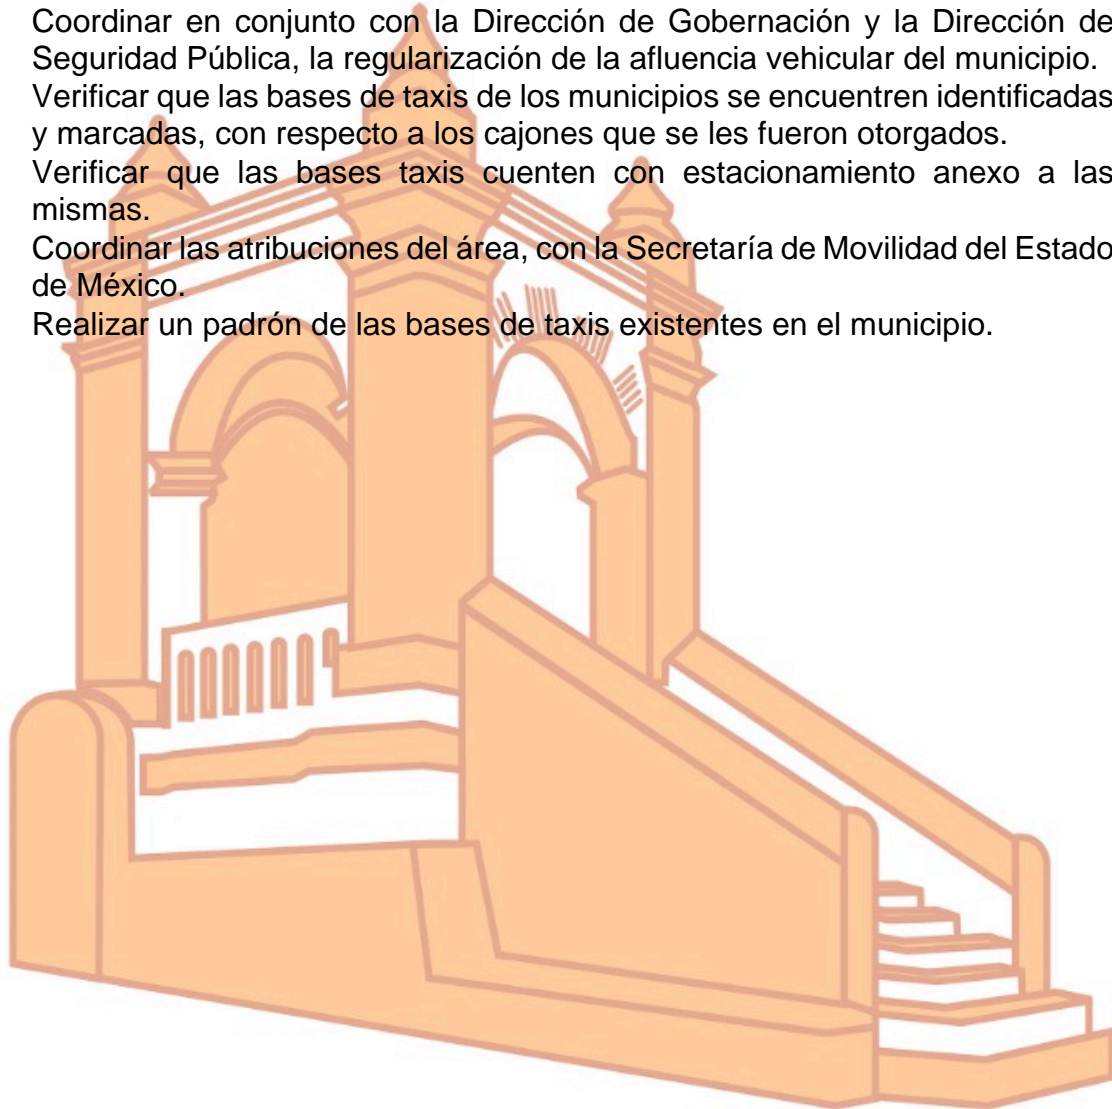 Coordinar en conjunto con la Dirección de Gobernación y la Dirección de
Seguridad Pública, la regularización de la afluencia vehicular del municipio.
Verificar que las bases de taxis de los municipios se encuentren identificadas
y marcadas, con respecto a los cajones que se les fueron otorgados.
Verificar que las bases taxis cuenten con estacionamiento anexo a las
mismas.
Coordinar las atribuciones del área, con la Secretaría de Movilidad del Estado
de México.
Realizar un padrón de las bases de taxis existentes en el municipio.